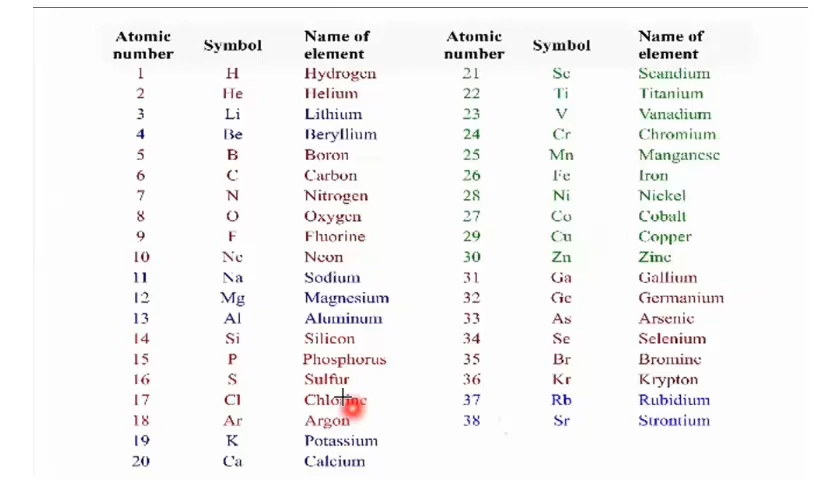 Atomic number Symbol Name of element Atomic number Symbol Name of element
1 H Hydrogen 21 Sc Scandium
2 He Helium 22 Ti Titanium
3 Li Lithium 23 V Vanadium
4 Be Beryllium 24 Cr Chromium
5 B Boron 25 Mn Manganese
6 C Carbon 26 Fe Iron
7 N Nitrogen 28 Ni Nickel
8 O Oxygen 27 Co Cobalt
9 F Fluorine 29 Cu Copper
10 Ne Neon 30 Zn Zinc
11 Na Sodium 31 Ga Gallium
12 Mg Magnesium 32 Ge Germanium
13 Al Aluminum 33 As Arsenic
14 Si Silicon 34 Se Selenium
15 P Phosphorus 35 Br Bromine
16 S Sulfur 36 Kr Krypton
17 Cl Chlorine 37 Rb Rubidium
18 Ar Argon 38 Sr Strontium
19 K Potassium
20 Ca Calcium